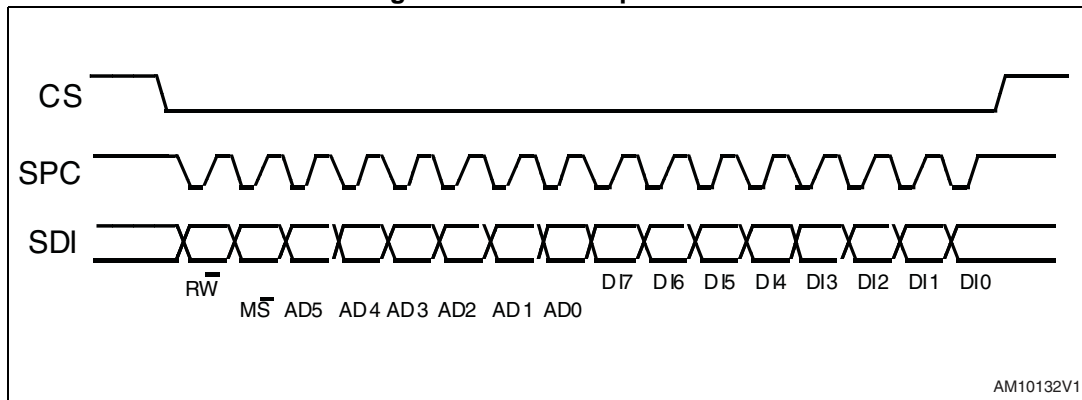 CS
SPC
SDI
RW̅ DI7 DI6 DI5 DI4 DI3 DI2 DI1 DI0
MS̅ AD5 AD4 AD3 AD2 AD1 AD0
AM10132V1